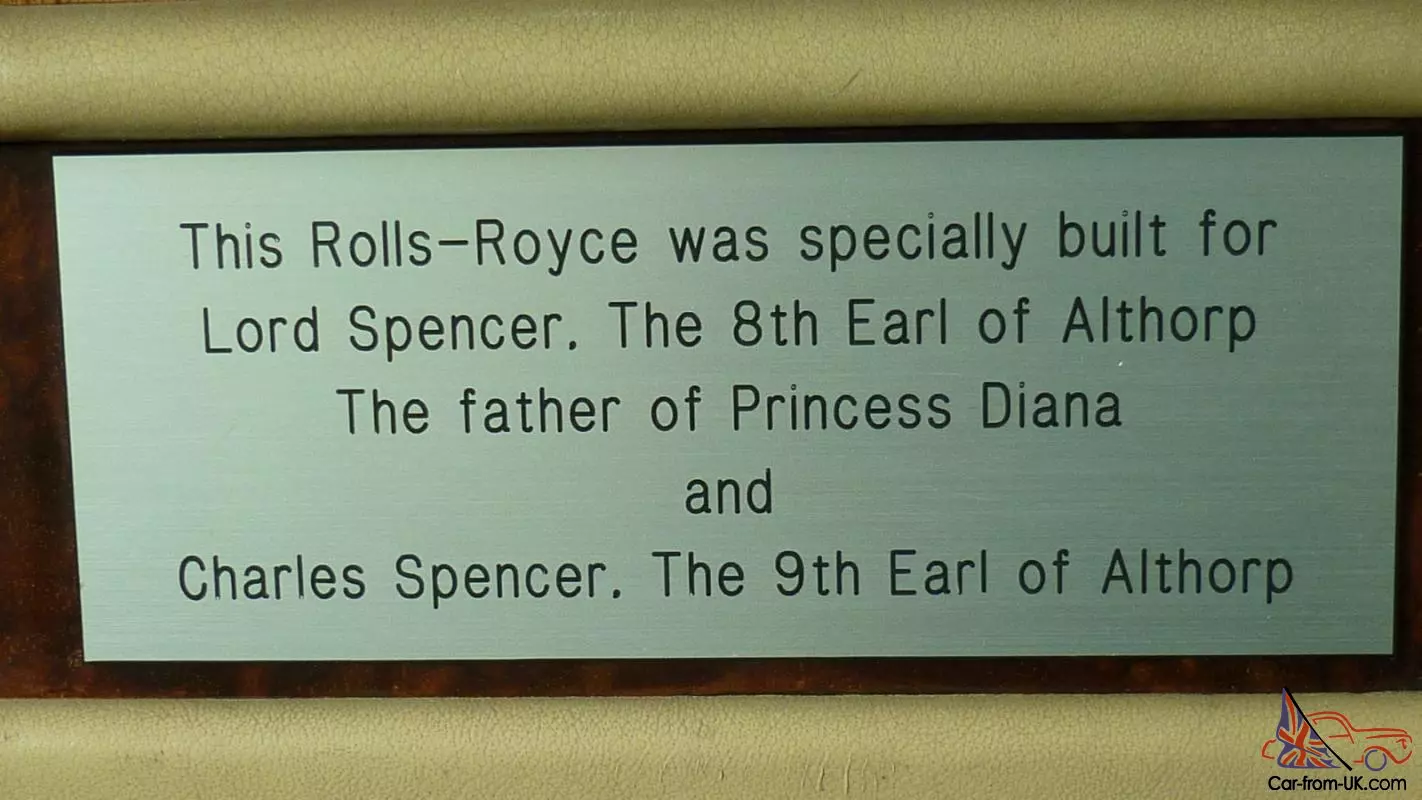 This Rolls-Royce was specially built for
Lord Spencer. The 8th Earl of Althorp
The father of Princess Diana
and
Charles Spencer. The 9th Earl of Althorp
Car-from-UK.com